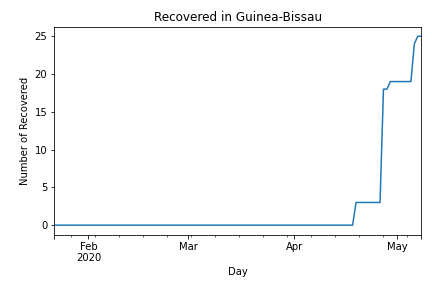 Recovered in Guinea-Bissau
Number of Recovered
25
20
15
10
5
0
Feb
2020
Mar
Apr
May
Day